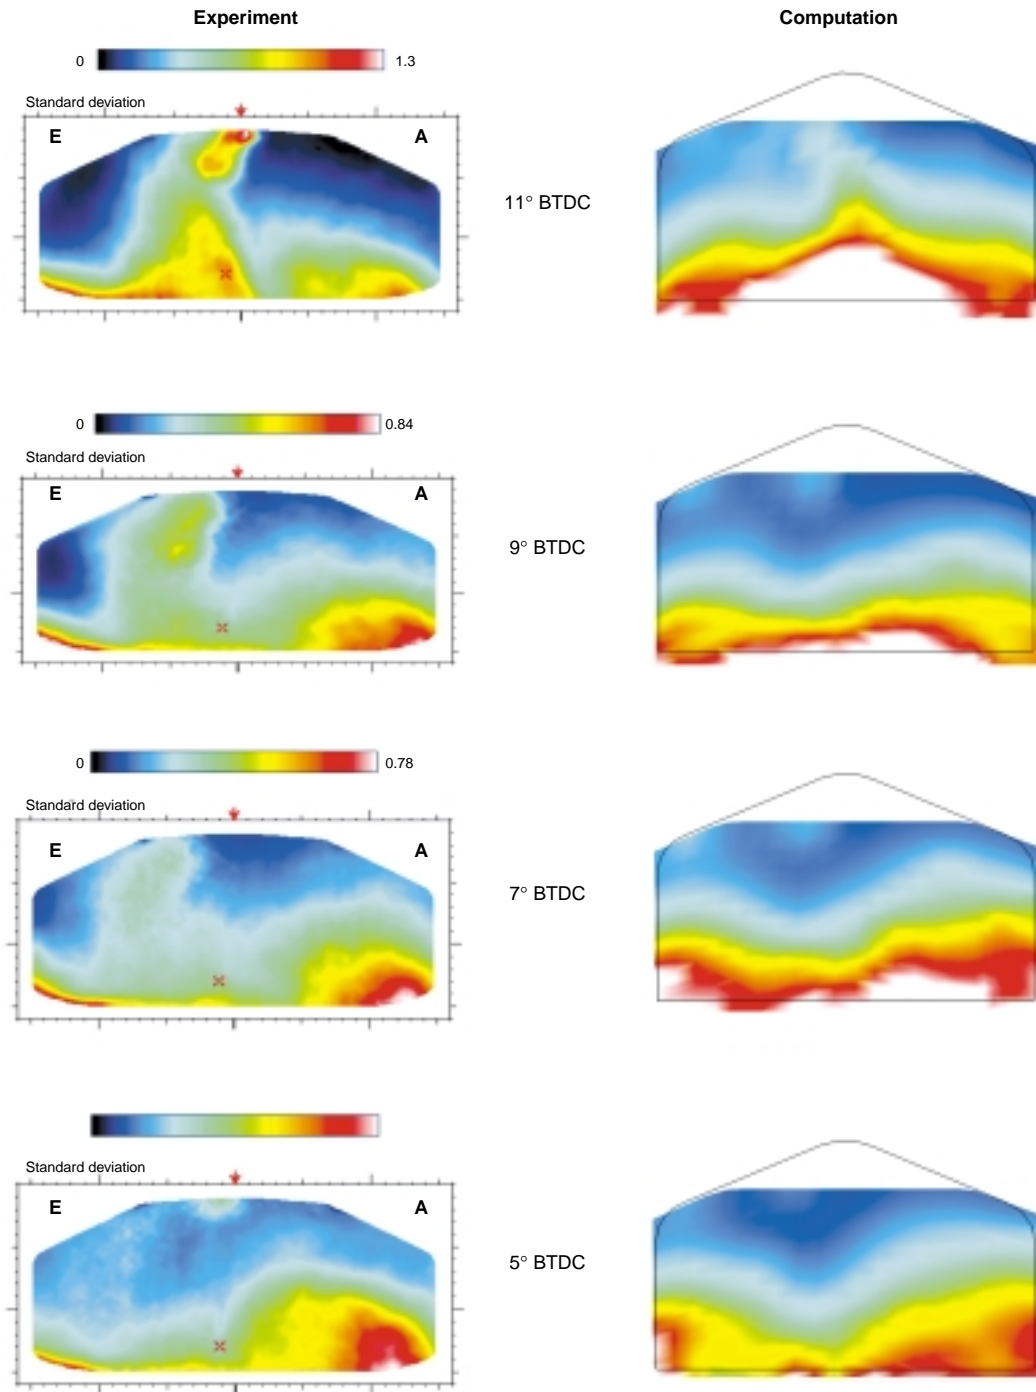 Experiment
Computation
0 1.3
Standard deviation
E A
11° BTDC
0 0.84
Standard deviation
E A
9° BTDC
0 0.78
Standard deviation
E A
7° BTDC
Standard deviation
E A
5° BTDC